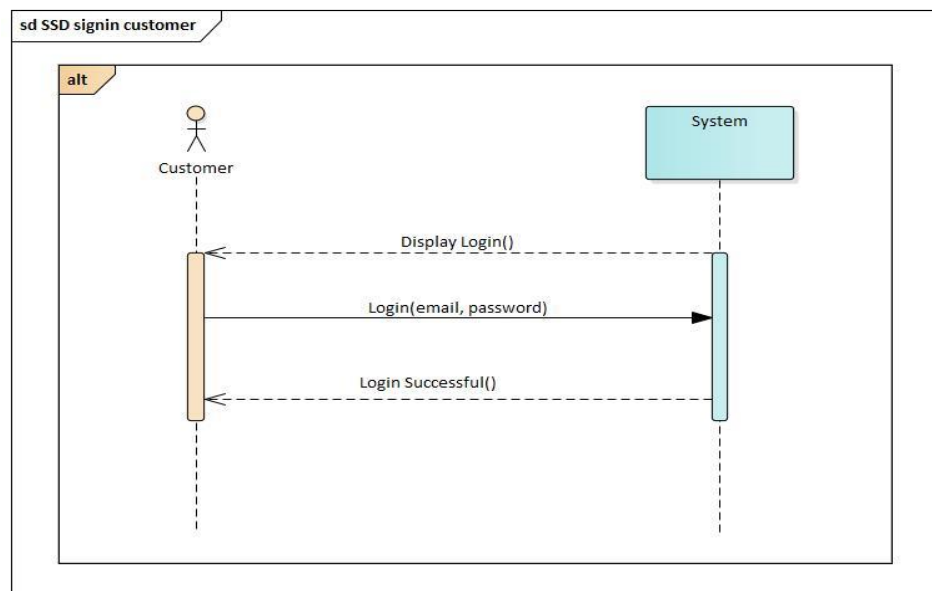 sd SSD signin customer
alt
System
Customer
Display Login()
Login(email, password)
Login Successful()